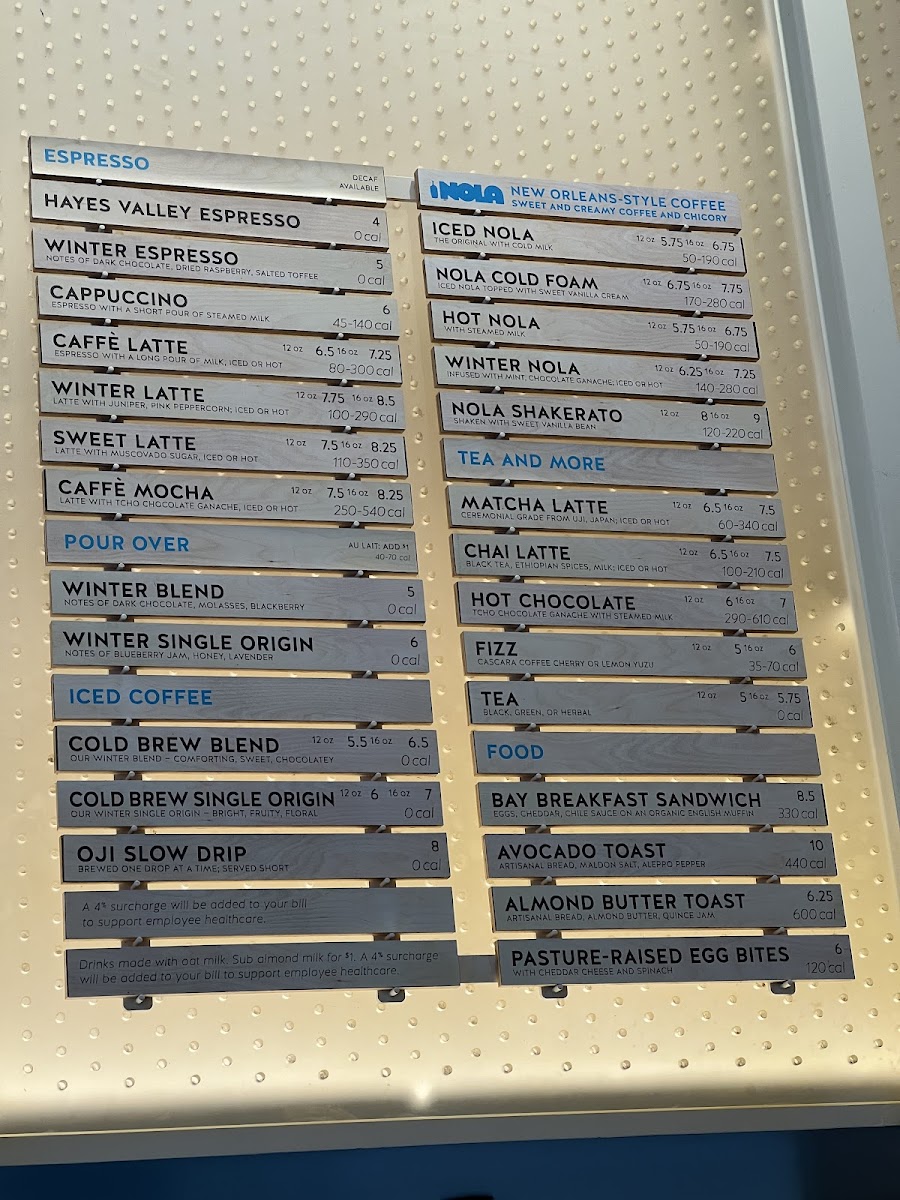 ESPRESSO
DECAF
AVAILABLE
HAYES VALLEY ESPRESSO 4
0 cal
WINTER ESPRESSO 5
NOTES OF DARK CHOCOLATE, DRIED RASPBERRY, SALTED TOFFEE 0 cal
CAPPUCCINO 6
ESPRESSO WITH A SHORT POUR OF STEAMED MILK 45-140 cal
CAFFÈ LATTE 12 oz 6.5 16 oz 7.25
ESPRESSO WITH A LONG POUR OF MILK; ICED OR HOT 80-300 cal
WINTER LATTE 12 oz 7.75 16 oz 8.5
LATTE WITH JUNIPER, PINK PEPPERCORN; ICED OR HOT 100-290 cal
SWEET LATTE 12 oz 7.5 16 oz 8.25
LATTE WITH MUSCOVADO SUGAR, ICED OR HOT 110-350 cal
CAFFÈ MOCHA 12 oz 7.5 16 oz 8.25
LATTE WITH TCHO CHOCOLATE GANACHE, ICED OR HOT 250-540 cal
POUR OVER AU LAIT: ADD $1
40-70 cal
WINTER BLEND 5
NOTES OF DARK CHOCOLATE, MOLASSES, BLACKBERRY 0 cal
WINTER SINGLE ORIGIN 6
NOTES OF BLUEBERRY JAM, HONEY, LAVENDER 0 cal
ICED COFFEE
COLD BREW BLEND 12 oz 5.5 16 oz 6.5
OUR WINTER BLEND – COMFORTING, SWEET, CHOCOLATEY 0 cal
COLD BREW SINGLE ORIGIN 12 oz 6 16 oz 7
OUR WINTER SINGLE ORIGIN – BRIGHT, FRUITY, FLORAL 0 cal
OJI SLOW DRIP 8
BREWED ONE DROP AT A TIME; SERVED SHORT 0 cal
A 4% surcharge will be added to your bill
to support employee healthcare.
Drinks made with oat milk. Sub almond milk for $1. A 4% surcharge
will be added to your bill to support employee healthcare.
NOLA NEW ORLEANS-STYLE COFFEE
SWEET AND CREAMY COFFEE AND CHICORY
ICED NOLA 12 oz 5.75 16 oz 6.75
THE ORIGINAL WITH COLD MILK 50-190 cal
NOLA COLD FOAM 12 oz 6.75 16 oz 7.75
ICED NOLA TOPPED WITH SWEET VANILLA CREAM 170-280 cal
HOT NOLA 12 oz 5.75 16 oz 6.75
WITH STEAMED MILK 50-190 cal
WINTER NOLA 12 oz 6.25 16 oz 7.25
INFUSED WITH MINT, CHOCOLATE GANACHE; ICED OR HOT 140-280 cal
NOLA SHAKERATO 12 oz 8 16 oz 9
SHAKEN WITH SWEET VANILLA BEAN 120-220 cal
TEA AND MORE
MATCHA LATTE 12 oz 6.5 16 oz 7.5
CEREMONIAL GRADE FROM UJI, JAPAN; ICED OR HOT 60-340 cal
CHAI LATTE 12 oz 6.5 16 oz 7.5
BLACK TEA, ETHIOPIAN SPICES, MILK; ICED OR HOT 100-210 cal
HOT CHOCOLATE 12 oz 6 16 oz 7
TCHO CHOCOLATE GANACHE WITH STEAMED MILK 290-610 cal
FIZZ 12 oz 5 16 oz 6
CASCARA COFFEE CHERRY OR LEMON YUZU 35-70 cal
TEA 12 oz 5 16 oz 5.75
BLACK, GREEN, OR HERBAL 0 cal
FOOD
BAY BREAKFAST SANDWICH 8.5
EGGS, CHEDDAR, CHILE SAUCE ON AN ORGANIC ENGLISH MUFFIN 330 cal
AVOCADO TOAST 10
ARTISANAL BREAD, MALDON SALT, ALEPPO PEPPER 440 cal
ALMOND BUTTER TOAST 6.25
ARTISANAL BREAD, ALMOND BUTTER, QUINCE JAM 600 cal
PASTURE-RAISED EGG BITES 6
WITH CHEDDAR CHEESE AND SPINACH 120 cal